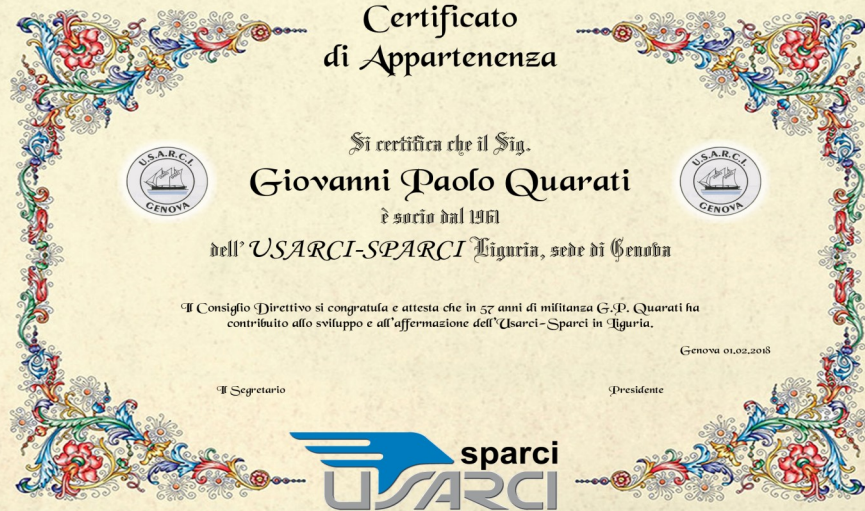 Certificato
di Appartenenza
Si certifica che il Sig.
U.S.A.R.C.I.
GENOVA
Giovanni Paolo Quarati
U.S.A.R.C.I.
GENOVA
è socio dal 1961
dell' USARCI-SPARCI Liguria, sede di Genova
Il Consiglio Direttivo si congratula e attesta che in 57 anni di militanza G.P. Quarati ha
contribuito allo sviluppo e all'affermazione dell'Usarci-Sparci in Liguria.
Genova 01.02.2018
Il Segretario
Presidente
sparci
USARCI